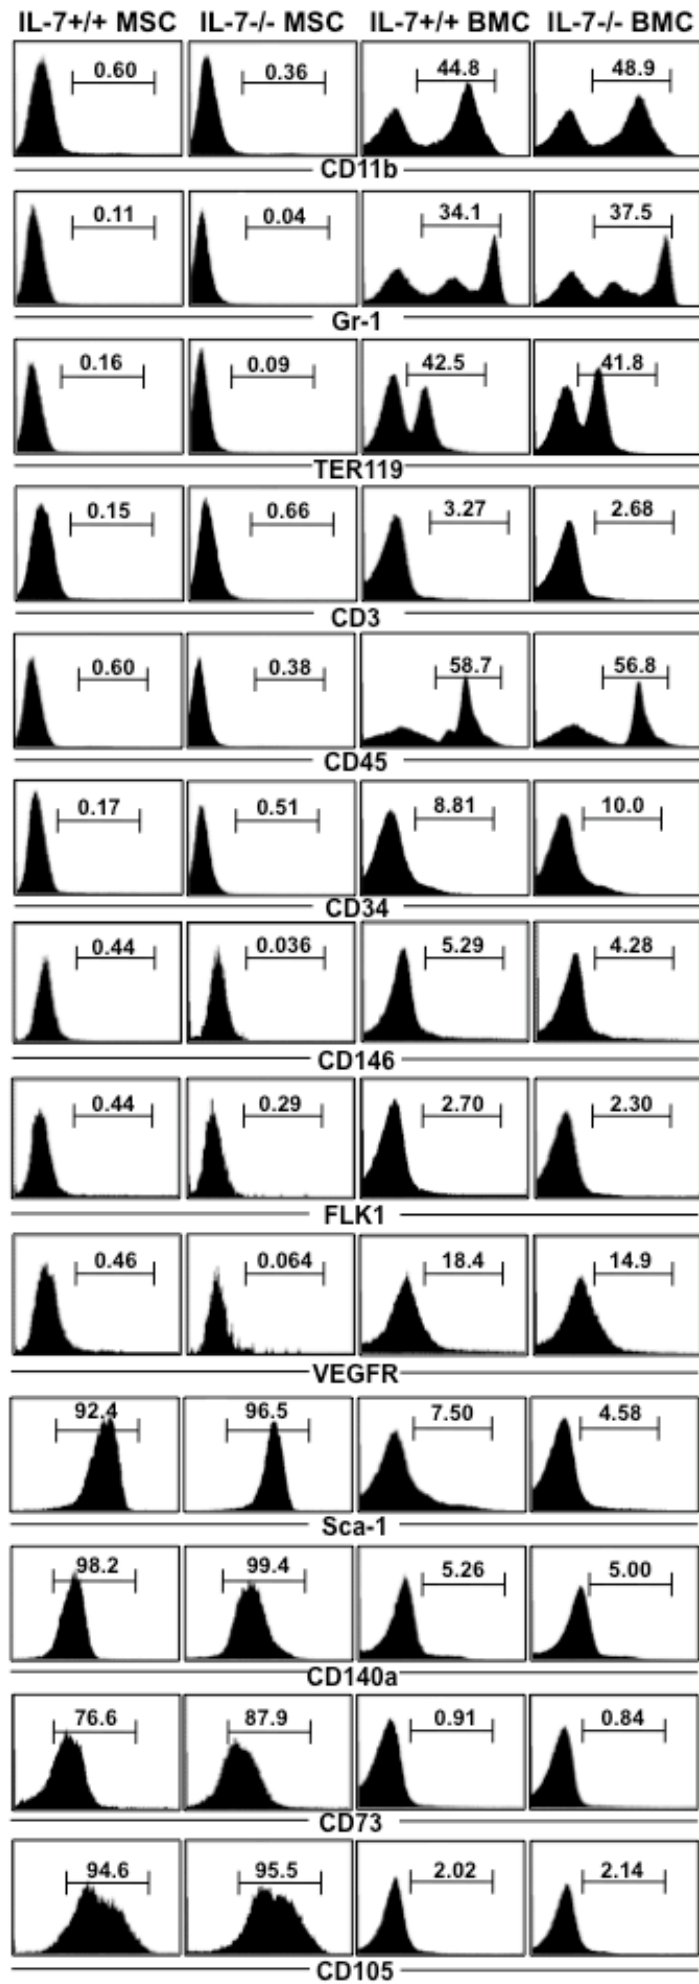 IL-7+/+ MSC IL-7-/- MSC IL-7+/+ BMC IL-7-/- BMC
0.60 0.36 44.8 48.9
CD11b
0.11 0.04 34.1 37.5
Gr-1
0.16 0.09 42.5 41.8
TER119
0.15 0.66 3.27 2.68
CD3
0.60 0.38 58.7 56.8
CD45
0.17 0.51 8.81 10.0
CD34
0.44 0.036 5.29 4.28
CD146
0.44 0.29 2.70 2.30
FLK1
0.46 0.064 18.4 14.9
VEGFR
92.4 96.5 7.50 4.58
Sca-1
98.2 99.4 5.26 5.00
CD140a
76.6 87.9 0.91 0.84
CD73
94.6 95.5 2.02 2.14
CD105